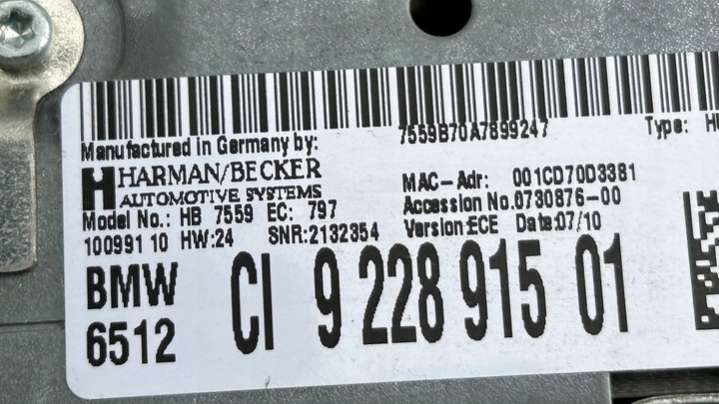 7559B70A7899247
Type: H
Manufactured in Germany by:
HARMAN/BECKER
AUTOMOTIVE SYSTEMS
MAC-Adr: 001CD70D3381
Accession No.:0730876-00
Model No.: HB 7559 EC: 797
Version:ECE Date:07/10
10099110 HW:24 SNR:2132354
BMW CI 9 228 915 01
6512